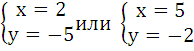 { x = 2 или { x = 5
{ y = −5 { y = −2